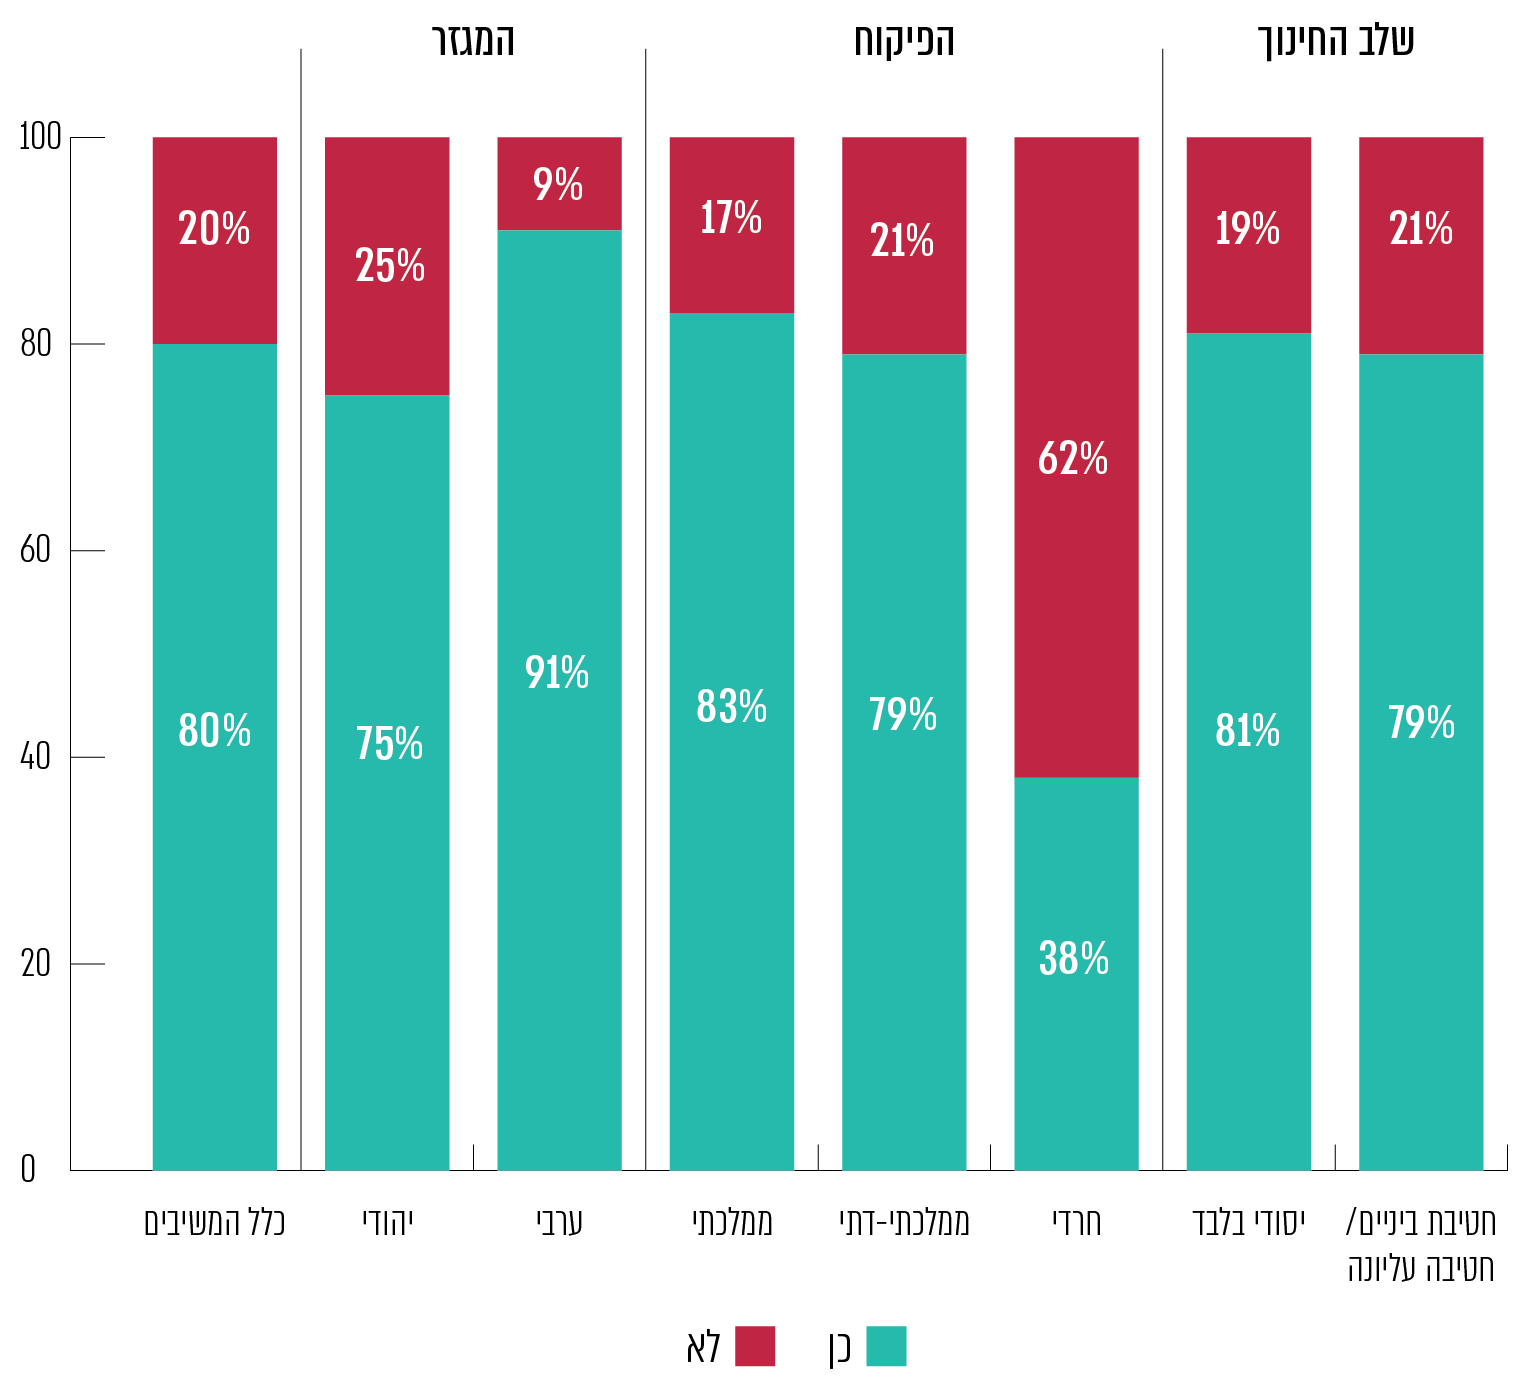 שלב החינוך
הפיקוח
המגזר
100
80
60
40
20
0
20%
80%
25%
75%
9%
91%
17%
83%
21%
79%
62%
38%
19%
81%
21%
79%
כלל המשיבים
יהודי
ערבי
ממלכתי
ממלכתי-דתי
חרדי
יסודי בלבד
חטיבת ביניים/
חטיבה עליונה
כן
לא